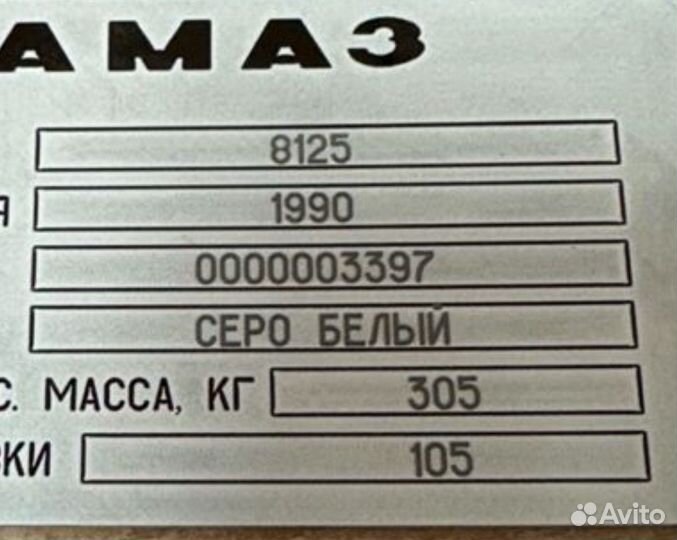 АМАЗ
8125
Я 1990
0000003397
СЕРО БЕЛЫЙ
С. МАССА, КГ 305
КИ 105
Avito